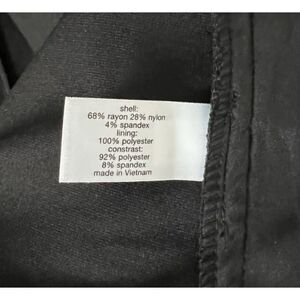 shell:
68% rayon 28% nylon
4% spandex
lining:
100% polyester
constrast:
92% polyester
8% spandex
made in Vietnam